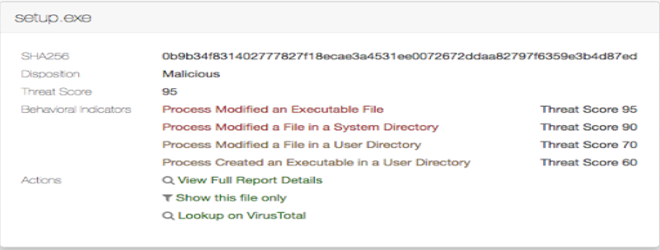 setup.exe
SHA256 0b9b34f831402777827f18ecae3a4531ee0072672ddaa82797f6359e3b4d87ed
Disposition Malicious
Threat Score 95
Behavioral Indicators Process Modified an Executable File Threat Score 95
Process Modified a File in a System Directory Threat Score 90
Process Modified a File in a User Directory Threat Score 70
Process Created an Executable in a User Directory Threat Score 60
Actions View Full Report Details
Show this file only
Lookup on VirusTotal